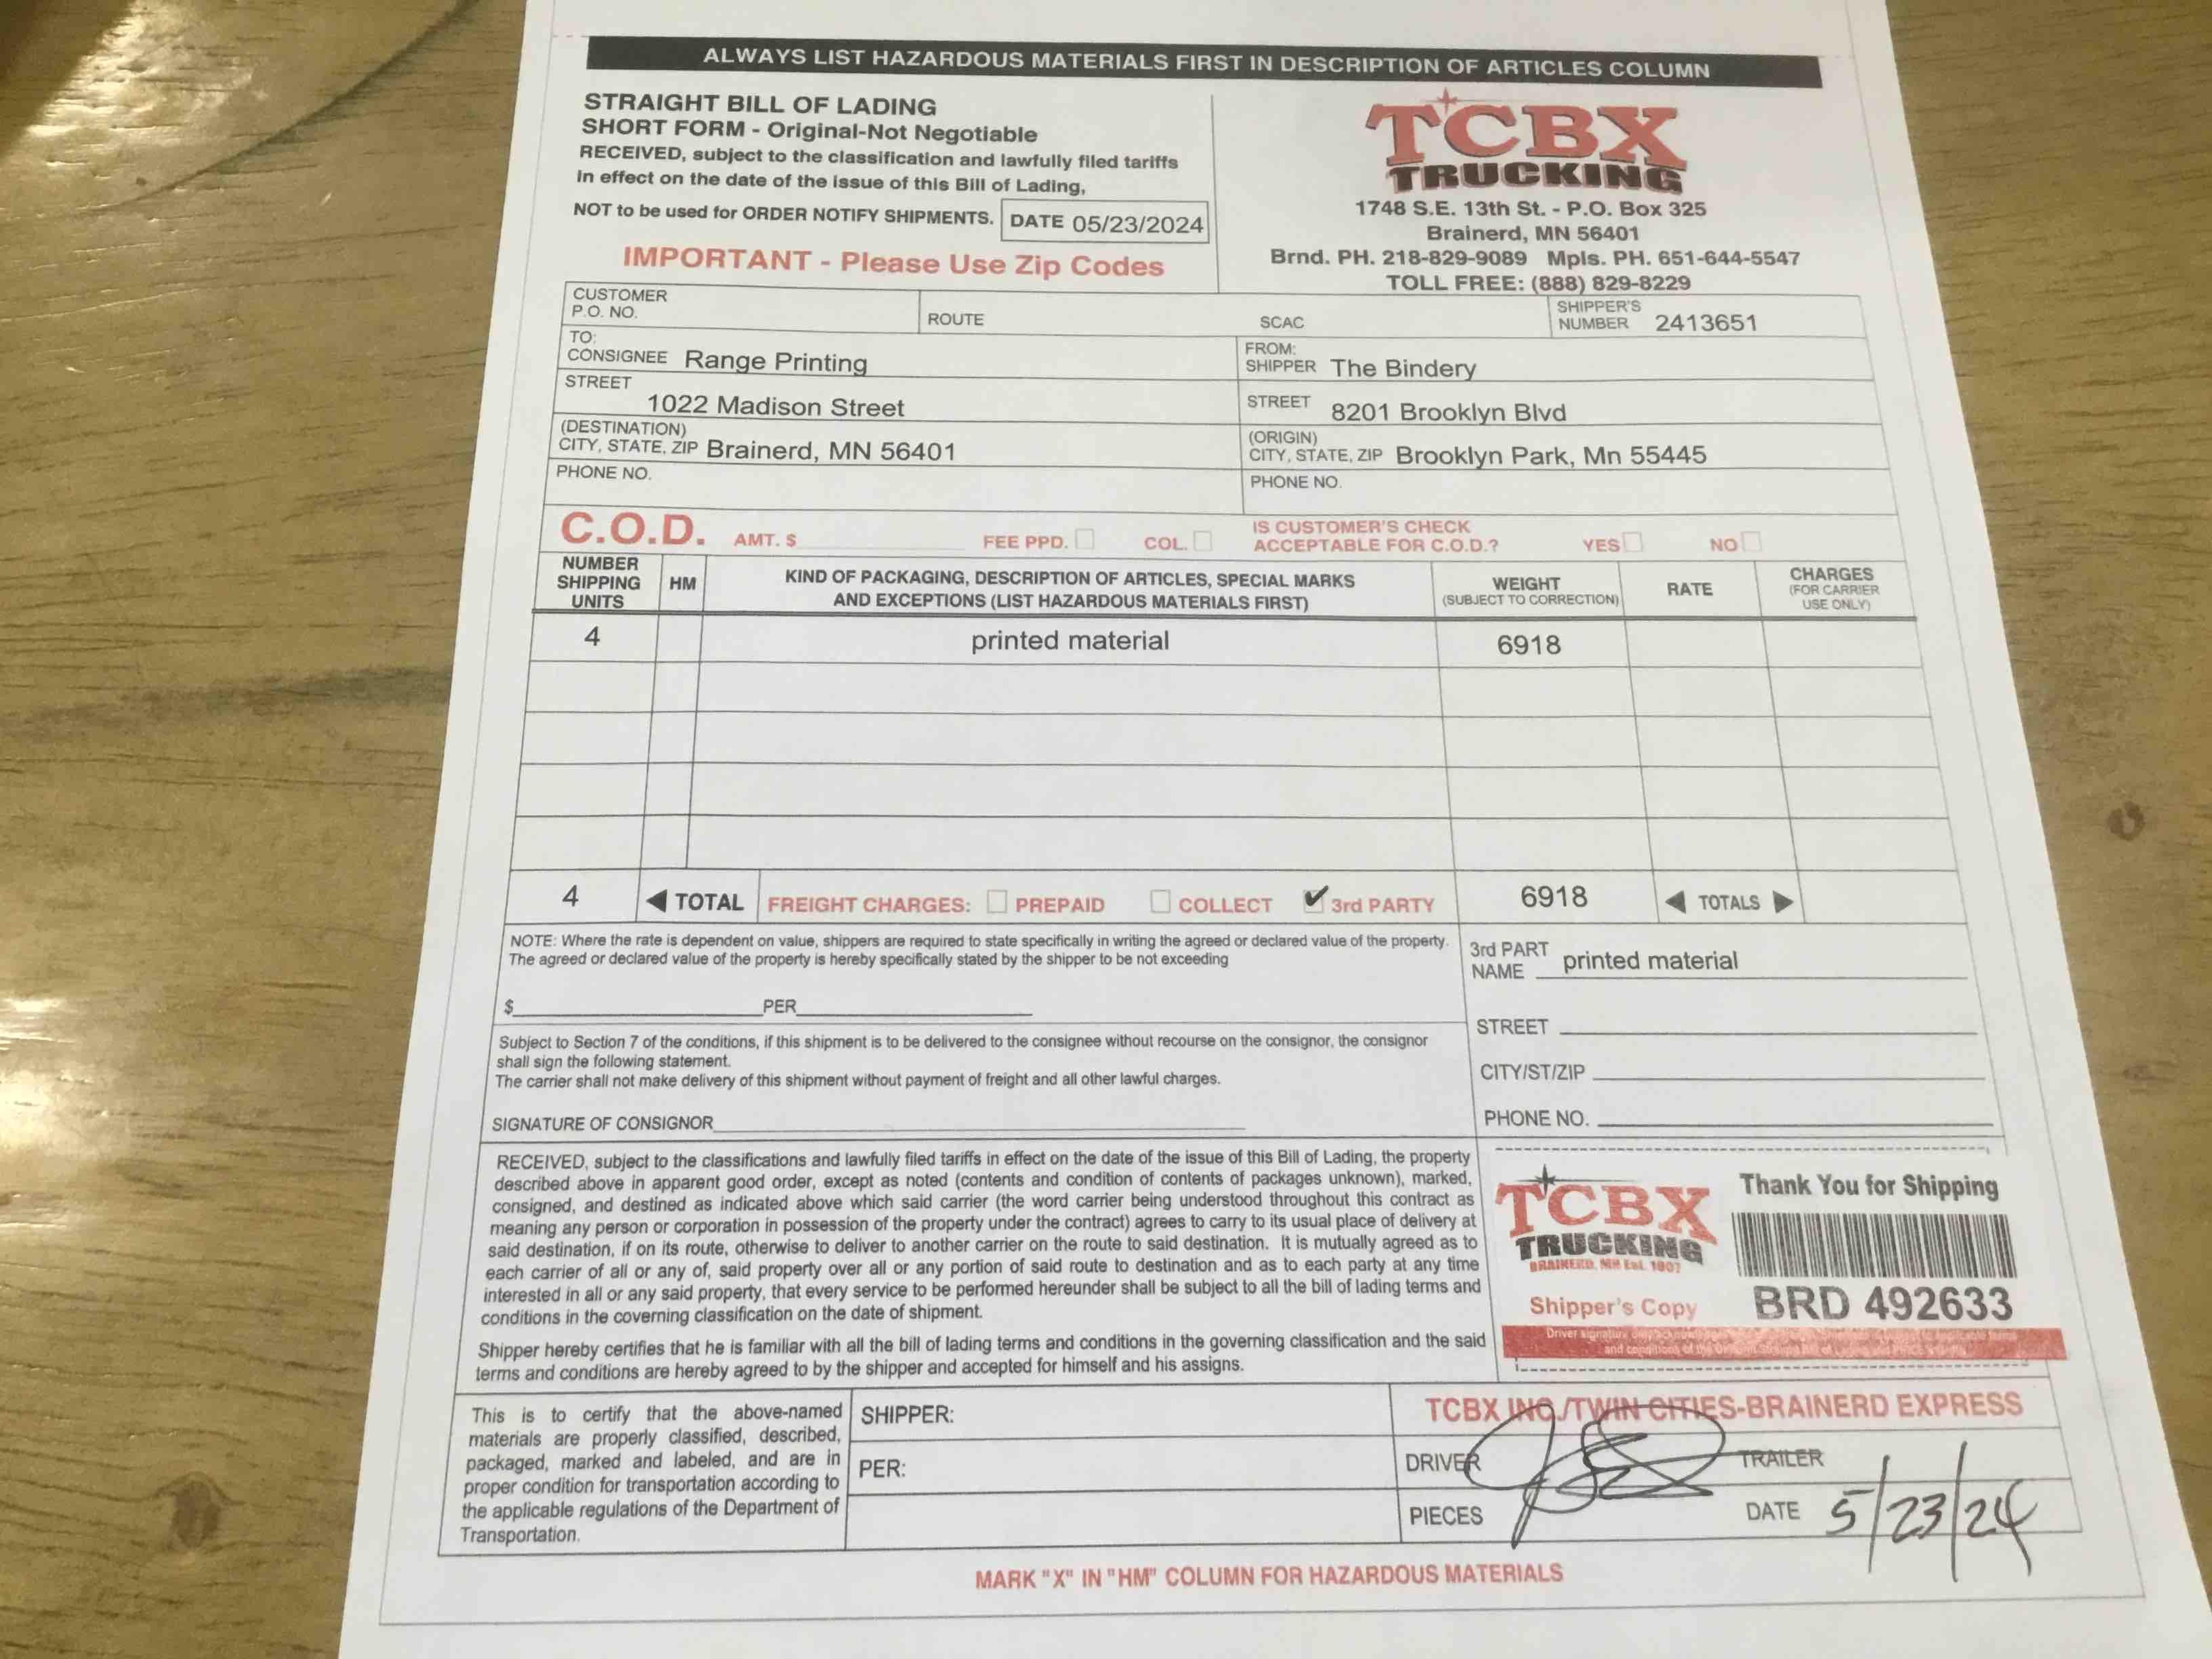 ALWAYS LIST HAZARDOUS MATERIALS FIRST IN DESCRIPTION OF ARTICLES COLUMN
STRAIGHT BILL OF LADING
SHORT FORM - Original-Not Negotiable
RECEIVED, subject to the classification and lawfully filed tariffs
in effect on the date of the issue of this Bill of Lading,
NOT to be used for ORDER NOTIFY SHIPMENTS. DATE 05/23/2024
IMPORTANT - Please Use Zip Codes
TCBX
TRUCKING
1748 S.E. 13th St. - P.O. Box 325
Brainerd, MN 56401
Brnd. PH. 218-829-9089 Mpls. PH. 651-644-5547
TOLL FREE: (888) 829-8229
CUSTOMER
P.O. NO.
ROUTE
SCAC
SHIPPER'S
NUMBER 2413651
TO:
CONSIGNEE Range Printing
STREET
1022 Madison Street
(DESTINATION)
CITY, STATE, ZIP Brainerd, MN 56401
PHONE NO.
FROM:
SHIPPER The Bindery
STREET 8201 Brooklyn Blvd
(ORIGIN)
CITY, STATE, ZIP Brooklyn Park, Mn 55445
PHONE NO.
C.O.D. AMT. $ FEE PPD. COL.
IS CUSTOMER'S CHECK
ACCEPTABLE FOR C.O.D.? YES NO
NUMBER
SHIPPING
UNITS
HM
KIND OF PACKAGING, DESCRIPTION OF ARTICLES, SPECIAL MARKS
AND EXCEPTIONS (LIST HAZARDOUS MATERIALS FIRST)
WEIGHT
(SUBJECT TO CORRECTION)
RATE
CHARGES
(FOR CARRIER
USE ONLY)
4 printed material 6918
4 ◀ TOTAL FREIGHT CHARGES: PREPAID COLLECT ✔ 3rd PARTY 6918 ◀ TOTALS ▶
NOTE: Where the rate is dependent on value, shippers are required to state specifically in writing the agreed or declared value of the property.
The agreed or declared value of the property is hereby specifically stated by the shipper to be not exceeding
$ PER
Subject to Section 7 of the conditions, if this shipment is to be delivered to the consignee without recourse on the consignor, the consignor
shall sign the following statement.
The carrier shall not make delivery of this shipment without payment of freight and all other lawful charges.
SIGNATURE OF CONSIGNOR
3rd PART
NAME printed material
STREET
CITY/ST/ZIP
PHONE NO.
RECEIVED, subject to the classifications and lawfully filed tariffs in effect on the date of the issue of this Bill of Lading, the property
described above in apparent good order, except as noted (contents and condition of contents of packages unknown), marked,
consigned, and destined as indicated above which said carrier (the word carrier being understood throughout this contract as
meaning any person or corporation in possession of the property under the contract) agrees to carry to its usual place of delivery at
said destination, if on its route, otherwise to deliver to another carrier on the route to said destination. It is mutually agreed as to
each carrier of all or any of, said property over all or any portion of said route to destination and as to each party at any time
interested in all or any said property, that every service to be performed hereunder shall be subject to all the bill of lading terms and
conditions in the coverning classification on the date of shipment.
Shipper hereby certifies that he is familiar with all the bill of lading terms and conditions in the governing classification and the said
terms and conditions are hereby agreed to by the shipper and accepted for himself and his assigns.
TCBX
TRUCKING
BRAINERD, MN Est. 1907
Shipper's Copy
Thank You for Shipping
BRD 492633
Driver signature
and conditions of the
This is to certify that the above-named
materials are properly classified, described,
packaged, marked and labeled, and are in
proper condition for transportation according to
the applicable regulations of the Department of
Transportation.
SHIPPER:
PER:
TCBX INC./TWIN CITIES-BRAINERD EXPRESS
DRIVER TRAILER
PIECES DATE 5/23/24
MARK "X" IN "HM" COLUMN FOR HAZARDOUS MATERIALS